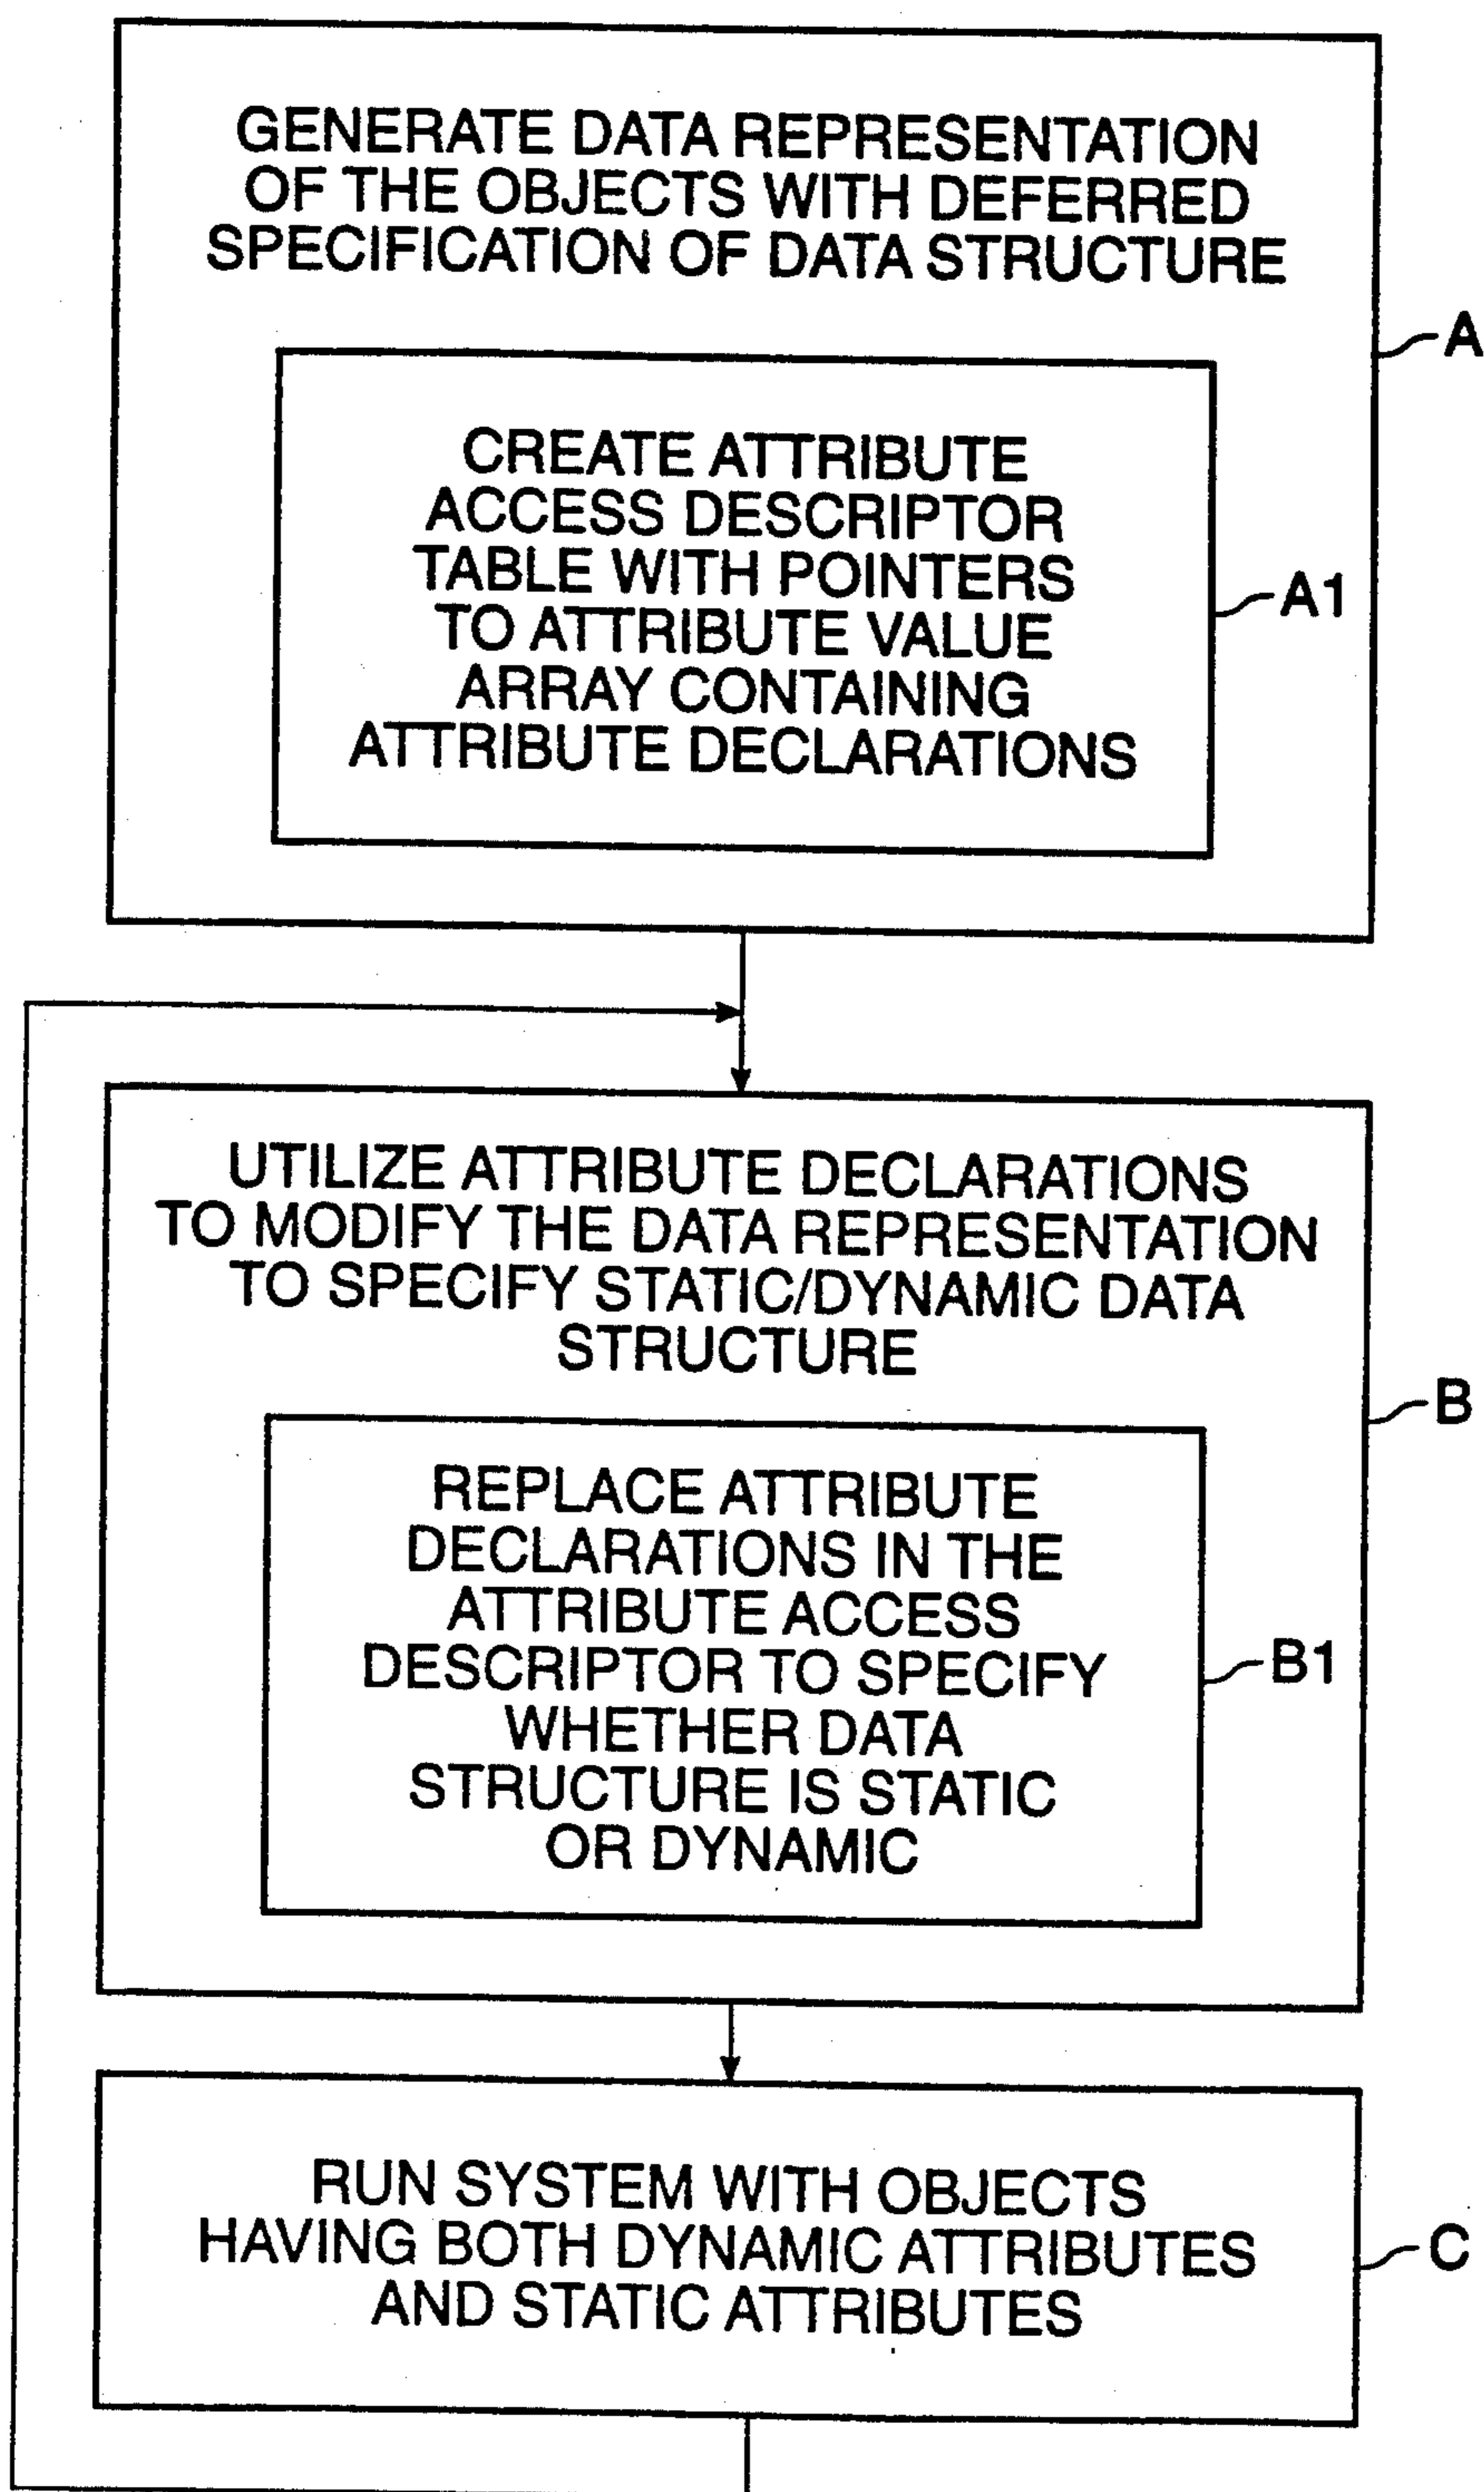 GENERATE DATA REPRESENTATION
OF THE OBJECTS WITH DEFERRED
SPECIFICATION OF DATA STRUCTURE
A
CREATE ATTRIBUTE
ACCESS DESCRIPTOR
TABLE WITH POINTERS
TO ATTRIBUTE VALUE
ARRAY CONTAINING
ATTRIBUTE DECLARATIONS
A1
UTILIZE ATTRIBUTE DECLARATIONS
TO MODIFY THE DATA REPRESENTATION
TO SPECIFY STATIC/DYNAMIC DATA
STRUCTURE
B
REPLACE ATTRIBUTE
DECLARATIONS IN THE
ATTRIBUTE ACCESS
DESCRIPTOR TO SPECIFY
WHETHER DATA
STRUCTURE IS STATIC
OR DYNAMIC
B1
RUN SYSTEM WITH OBJECTS
HAVING BOTH DYNAMIC ATTRIBUTES
AND STATIC ATTRIBUTES
C